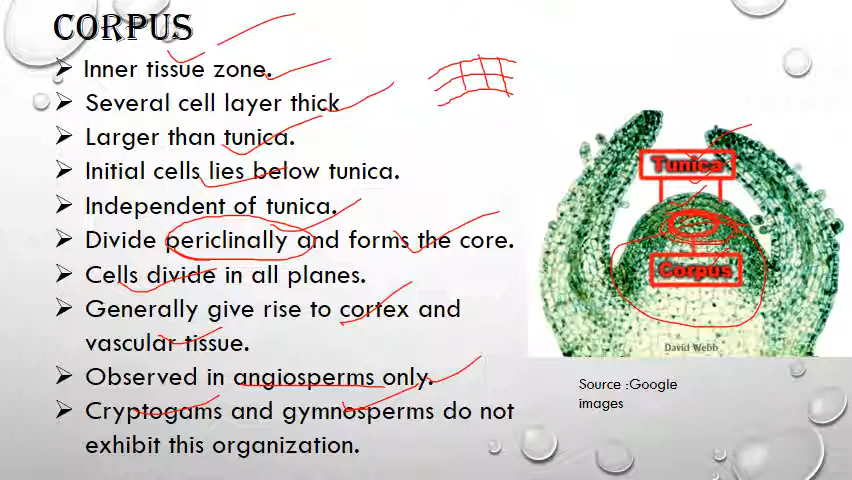 CORPUS
Inner tissue zone.
Several cell layer thick
Larger than tunica.
Initial cells lies below tunica.
Independent of tunica.
Divide periclinally and forms the core.
Cells divide in all planes.
Generally give rise to cortex and
vascular tissue.
Observed in angiosperms only.
Cryptogams and gymnosperms do not
exhibit this organization.
Tunica
Corpus
David Webb
Source :Google
images